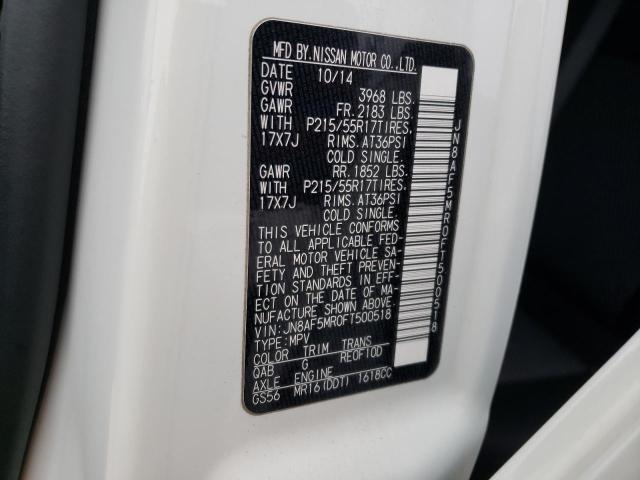 MFD BY.NISSAN MOTOR CO.,LTD.
DATE 10/14
GVWR 3968 LBS.
GAWR FR.2183 LBS.
WITH P215/55R17TIRES,
17X7J RIMS.AT36PSI
COLD SINGLE.
GAWR RR.1852 LBS.
WITH P215/55R17TIRES,
17X7J RIMS.AT36PSI
COLD SINGLE.
THIS VEHICLE CONFORMS
TO ALL APPLICABLE FED-
ERAL MOTOR VEHICLE SA-
FETY AND THEFT PREVEN-
TION STANDARDS IN EFF-
ECT ON THE DATE OF MA-
NUFACTURE SHOWN ABOVE.
VIN:JN8AF5MR0FT500518
TYPE:MPV
COLOR TRIM TRANS
QAB G RE0F10D
AXLE ENGINE
GS56 MR16(DDT) 1618CC
JN8AF5MR0FT500518